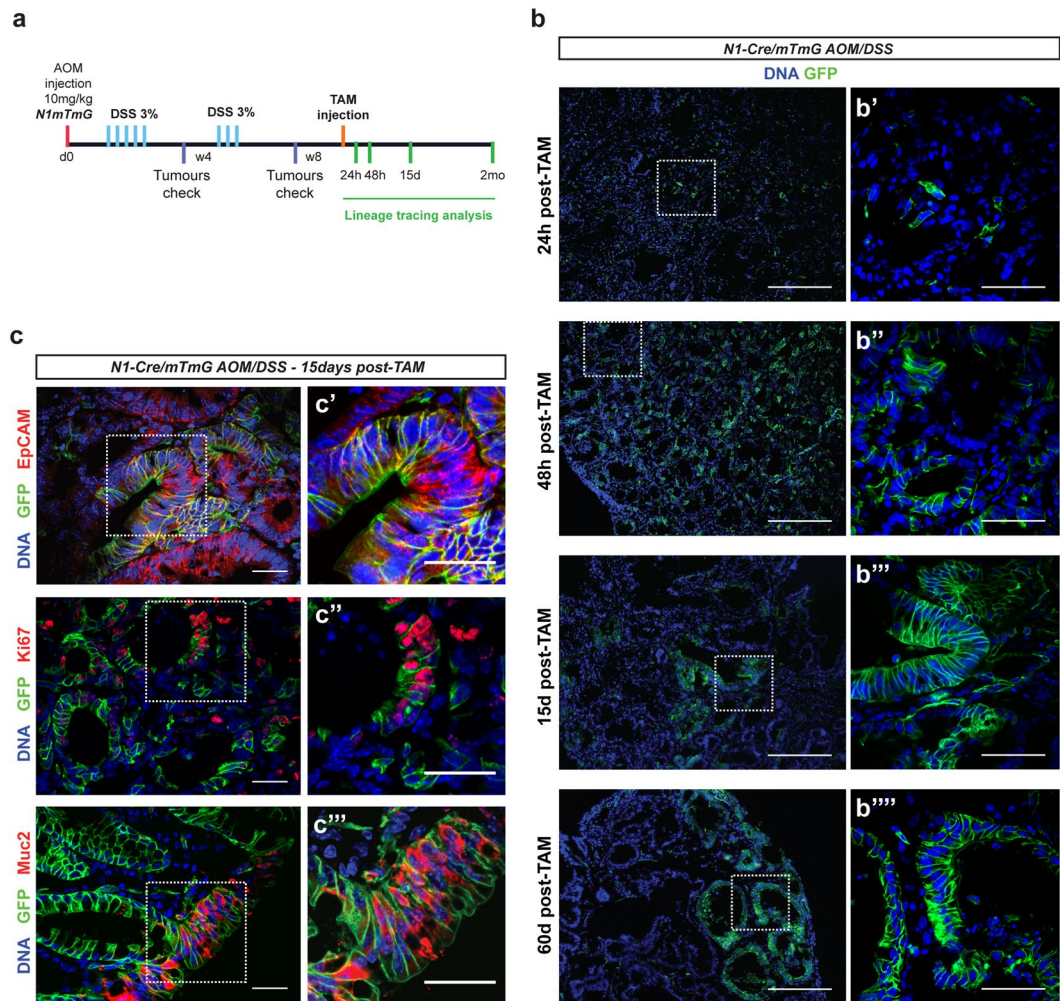 a
AOM
injection
10mg/kg
N1mTmG
DSS 3%
DSS 3%
TAM
injection
d0
w4
w8
24h
48h
15d
2mo
Tumours
check
Tumours
check
Lineage tracing analysis
b
N1-Cre/mTmG AOM/DSS
DNA GFP
24h post-TAM
b'
48h post-TAM
b''
15d post-TAM
b'''
60d post-TAM
b''''
c
N1-Cre/mTmG AOM/DSS - 15days post-TAM
DNA GFP EpCAM
c'
DNA GFP Ki67
c''
DNA GFP Muc2
c'''